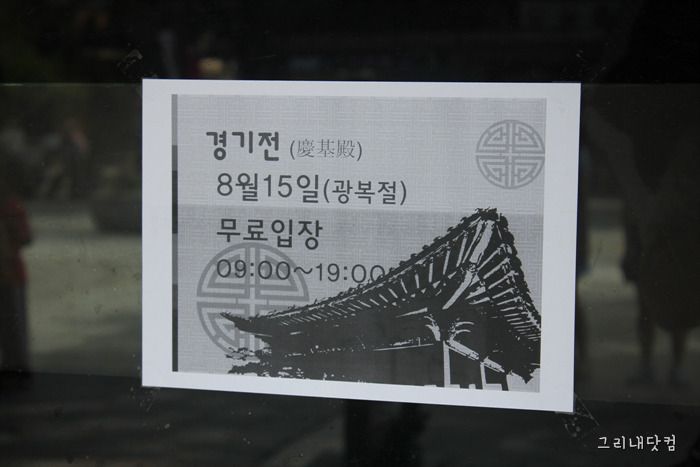 경기전 (慶基殿)
8월15일(광복절)
무료입장
09:00~19:00
그리내닷컴